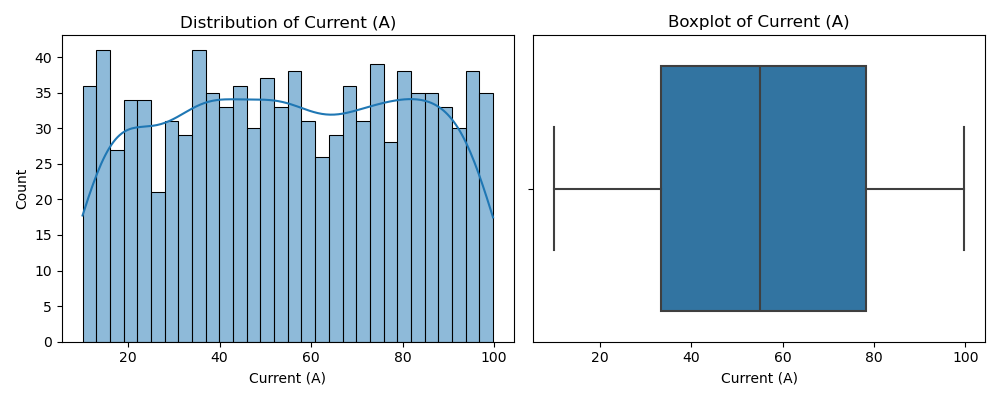 Distribution of Current (A)
Count
40
35
30
25
20
15
10
5
0
20 40 60 80 100
Current (A)
Boxplot of Current (A)
20 40 60 80 100
Current (A)